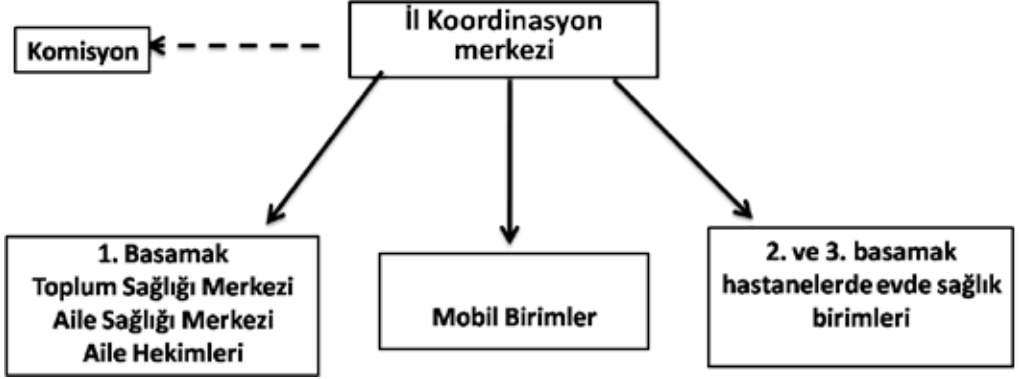 İl Koordinasyon
merkezi
Komisyon
1. Basamak
Toplum Sağlığı Merkezi
Aile Sağlığı Merkezi
Aile Hekimleri
Mobil Birimler
2. ve 3. basamak
hastanelerde evde sağlık
birimleri